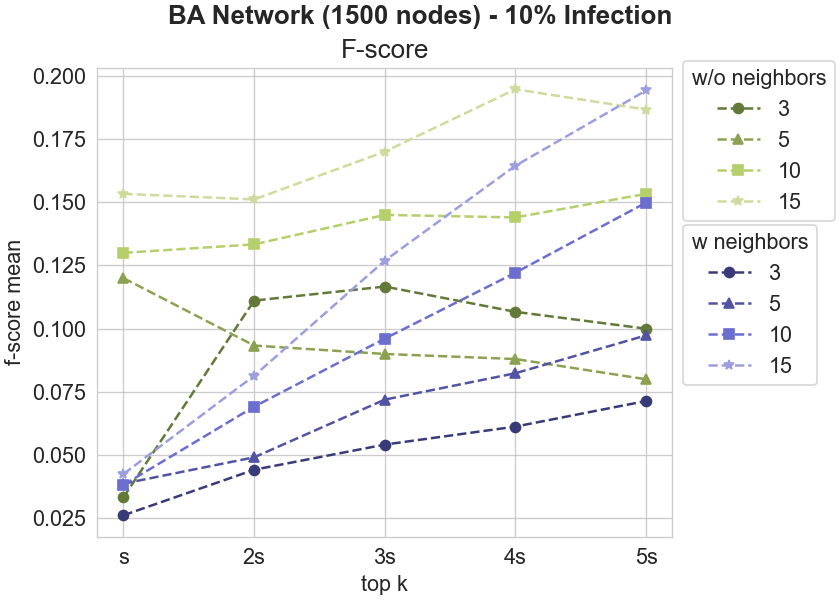 BA Network (1500 nodes) - 10% Infection
F-score
f-score mean
0.200
0.175
0.150
0.125
0.100
0.075
0.050
0.025
s 2s 3s 4s 5s
top k
w/o neighbors
3
5
10
15
w neighbors
3
5
10
15